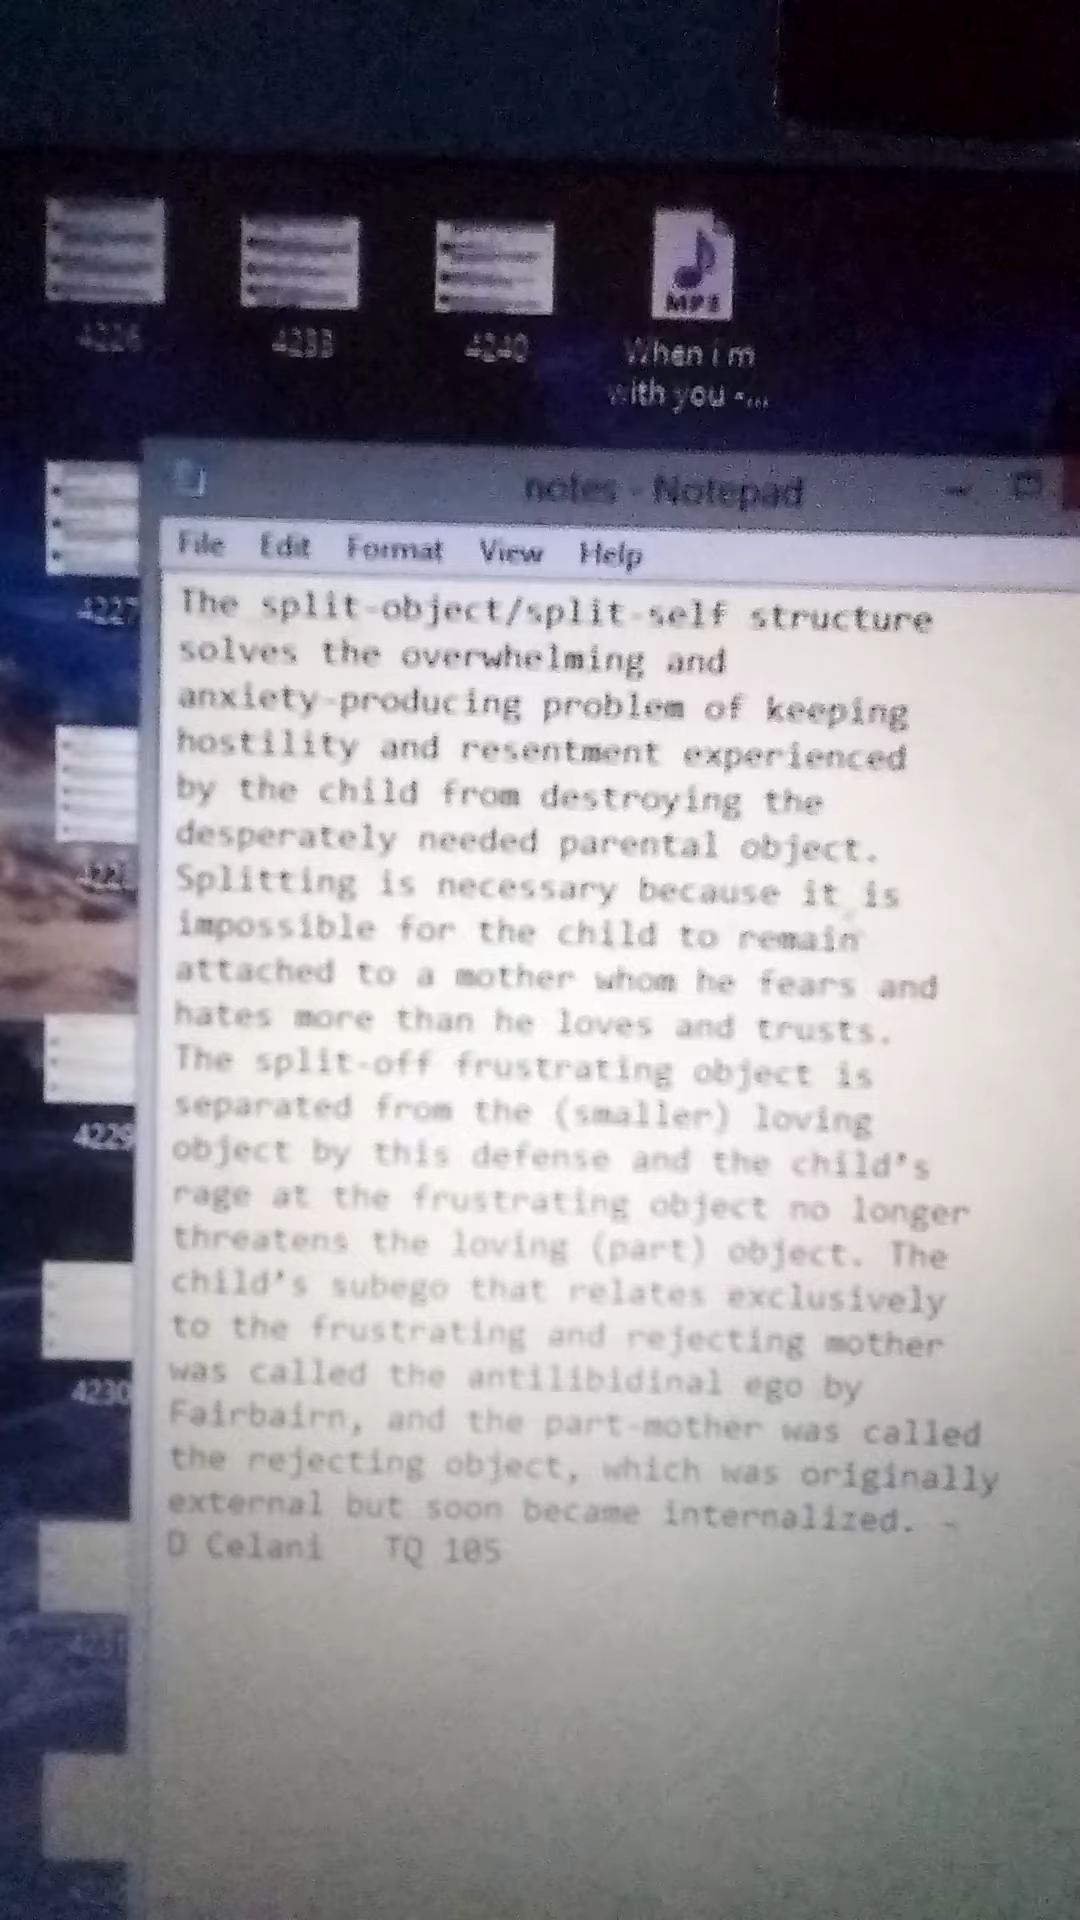 4226 4233 4240 When i m
with you -...
notes - Notepad
File Edit Format View Help
4227
The split-object/split-self structure
solves the overwhelming and
anxiety-producing problem of keeping
hostility and resentment experienced
by the child from destroying the
desperately needed parental object.
Splitting is necessary because it is
impossible for the child to remain
attached to a mother whom he fears and
hates more than he loves and trusts.
The split-off frustrating object is
separated from the (smaller) loving
object by this defense and the child's
rage at the frustrating object no longer
threatens the loving (part) object. The
child's subego that relates exclusively
to the frustrating and rejecting mother
was called the antilibidinal ego by
Fairbairn, and the part-mother was called
the rejecting object, which was originally
external but soon became internalized. -
D Celani TQ 105
MP3
4229
4230
4231